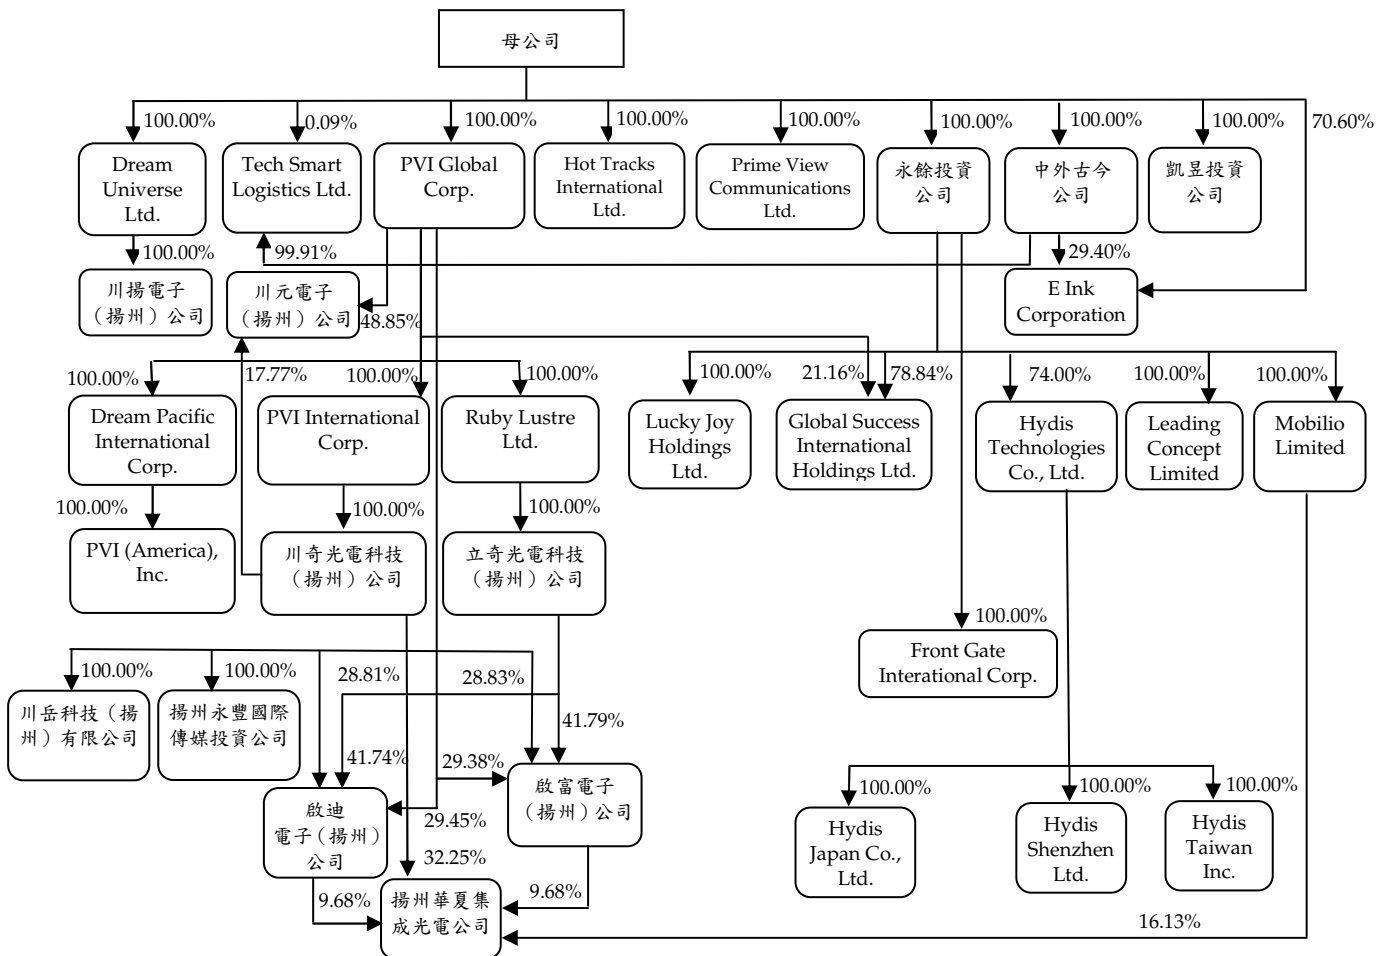 母公司
100.00%
0.09%
100.00%
100.00%
100.00%
100.00%
100.00%
100.00%
70.60%
Dream
Universe
Ltd.
Tech Smart
Logistics Ltd.
PVI Global
Corp.
Hot Tracks
International
Ltd.
Prime View
Communications
Ltd.
永餘投資
公司
中外古今
公司
凱昱投資
公司
100.00%
99.91%
29.40%
川揚電子
（揚州）公司
川元電子
（揚州）公司
48.85%
E Ink
Corporation
100.00%
17.77%
100.00%
100.00%
100.00%
21.16%
78.84%
74.00%
100.00%
100.00%
Dream Pacific
International
Corp.
PVI International
Corp.
Ruby Lustre
Ltd.
Lucky Joy
Holdings
Ltd.
Global Success
International
Holdings Ltd.
Hydis
Technologies
Co., Ltd.
Leading
Concept
Limited
Mobilio
Limited
100.00%
100.00%
100.00%
PVI (America),
Inc.
川奇光電科技
（揚州）公司
立奇光電科技
（揚州）公司
100.00%
Front Gate
Interational Corp.
100.00%
100.00%
28.81%
28.83%
川岳科技（揚
州）有限公司
揚州永豐國際
傳媒投資公司
41.79%
41.74%
29.38%
啟迪
電子（揚州）
公司
啟富電子
（揚州）公司
29.45%
32.25%
100.00%
100.00%
100.00%
Hydis
Japan Co.,
Ltd.
Hydis
Shenzhen
Ltd.
Hydis
Taiwan
Inc.
9.68%
揚州華夏集
成光電公司
9.68%
16.13%